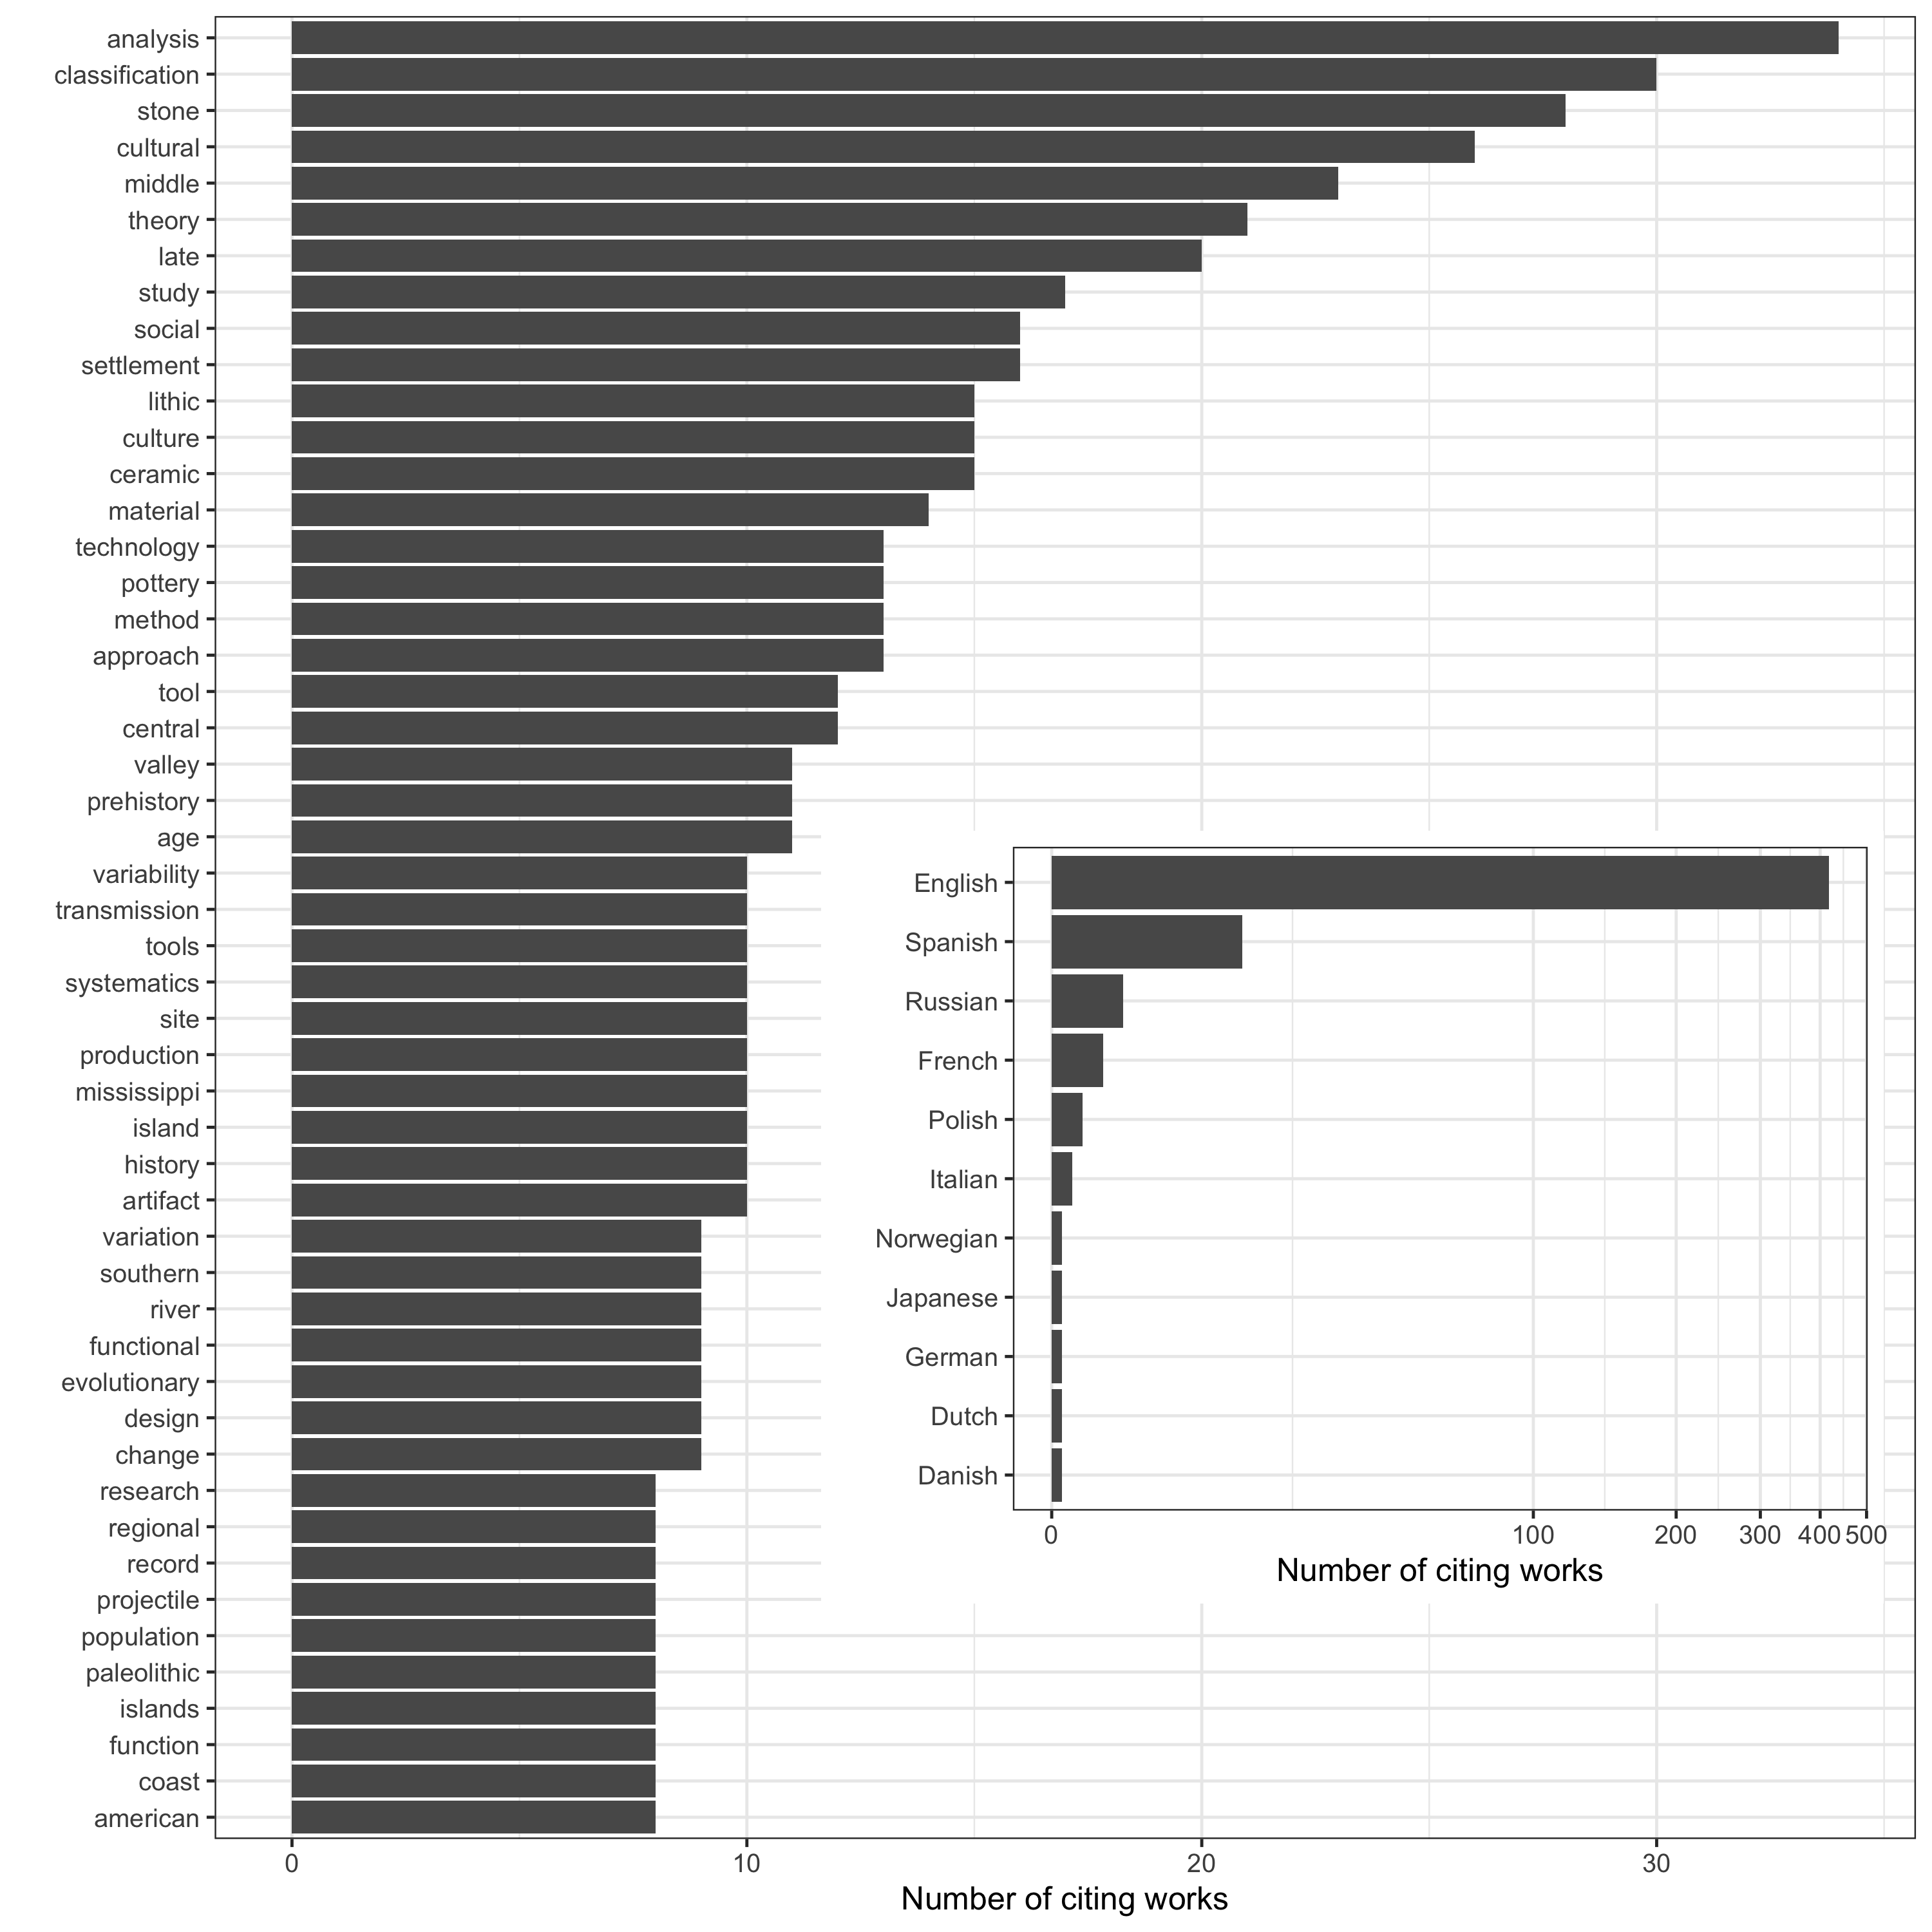 analysis
classification
stone
cultural
middle
theory
late
study
social
settlement
lithic
culture
ceramic
material
technology
pottery
method
approach
tool
central
valley
prehistory
age
variability
transmission
tools
systematics
site
production
mississippi
island
history
artifact
variation
southern
river
functional
evolutionary
design
change
research
regional
record
projectile
population
paleolithic
islands
function
coast
american
0 10 20 30
Number of citing works
English
Spanish
Russian
French
Polish
Italian
Norwegian
Japanese
German
Dutch
Danish
0 100 200 300 400 500
Number of citing works